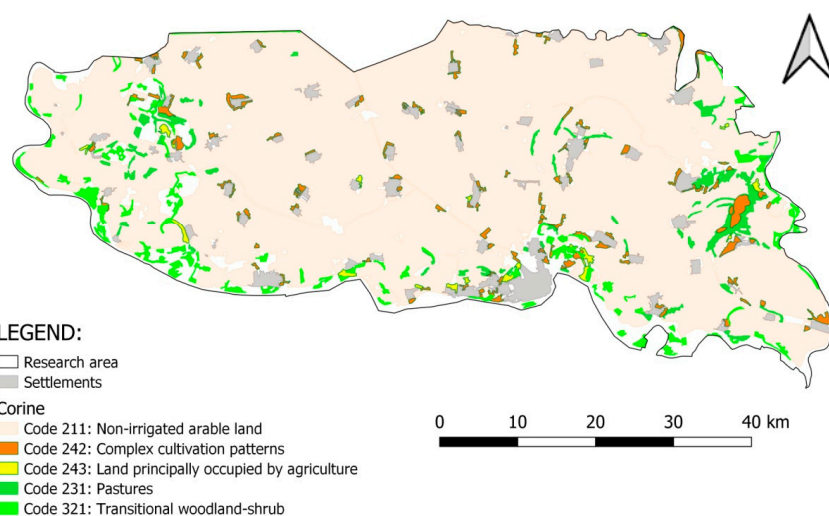 LEGEND:
Research area
Settlements
Corine
Code 211: Non-irrigated arable land
Code 242: Complex cultivation patterns
Code 243: Land principally occupied by agriculture
Code 231: Pastures
Code 321: Transitional woodland-shrub
0 10 20 30 40 km